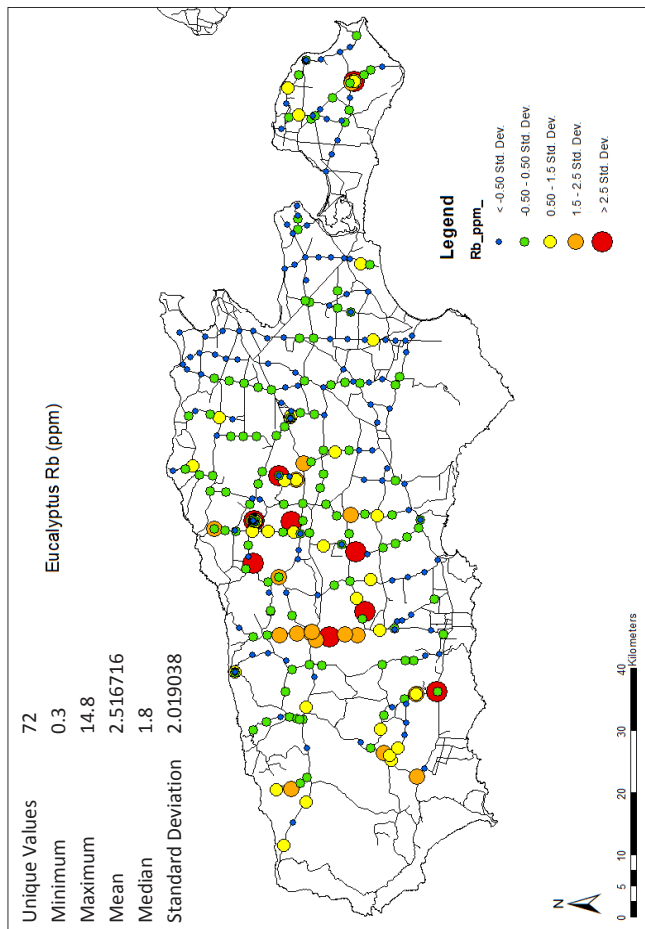 Unique Values 72
Minimum 0.3
Maximum 14.8
Mean 2.516716
Median 1.8
Standard Deviation 2.019038
Eucalyptus Rb (ppm)
Legend
Rb_ppm_
< -0.50 Std. Dev.
-0.50 - 0.50 Std. Dev.
0.50 - 1.5 Std. Dev.
1.5 - 2.5 Std. Dev.
> 2.5 Std. Dev.
N
0 5 10 20 30 40
Kilometers